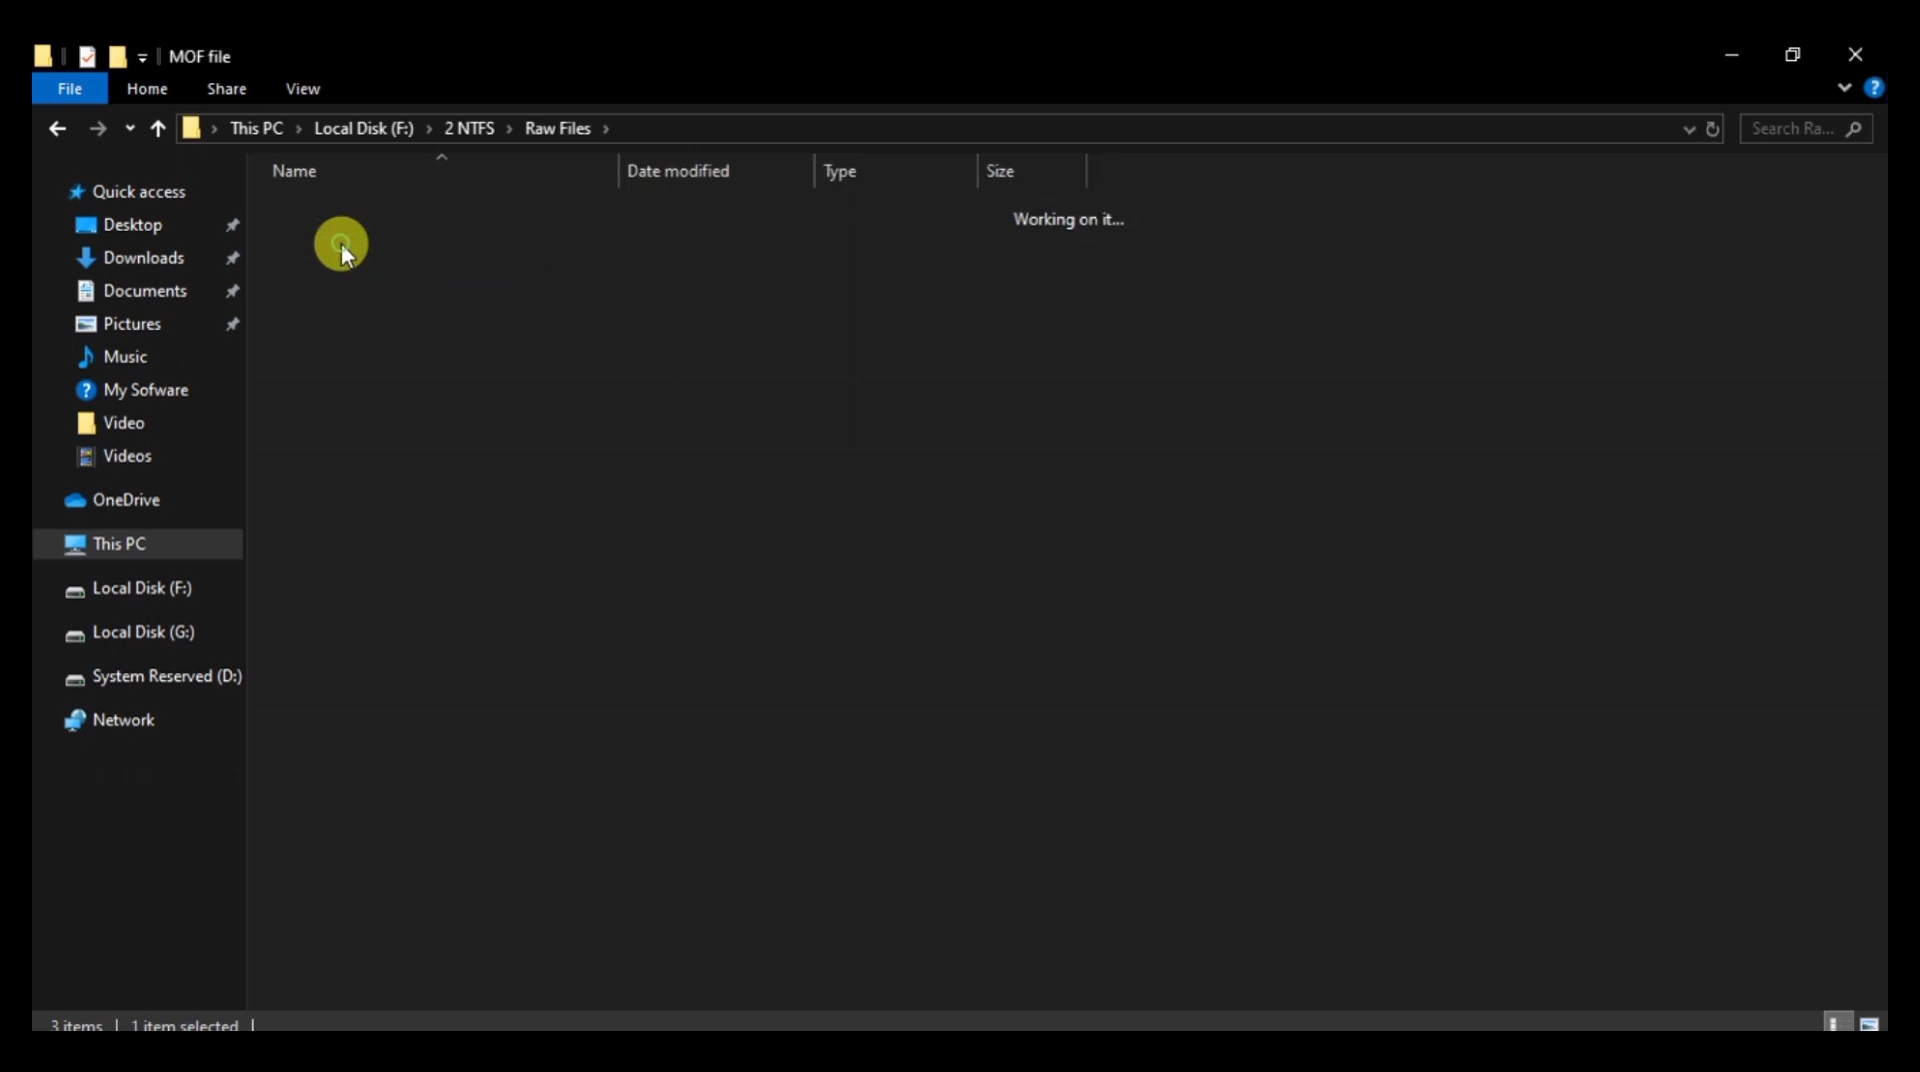 MOF file
File Home Share View
This PC Local Disk (F:) 2 NTFS Raw Files
Search Ra...
Name Date modified Type Size
Working on it...
Quick access
Desktop
Downloads
Documents
Pictures
Music
My Sofware
Video
Videos
OneDrive
This PC
Local Disk (F:)
Local Disk (G:)
System Reserved (D:)
Network
3 items 1 item selected